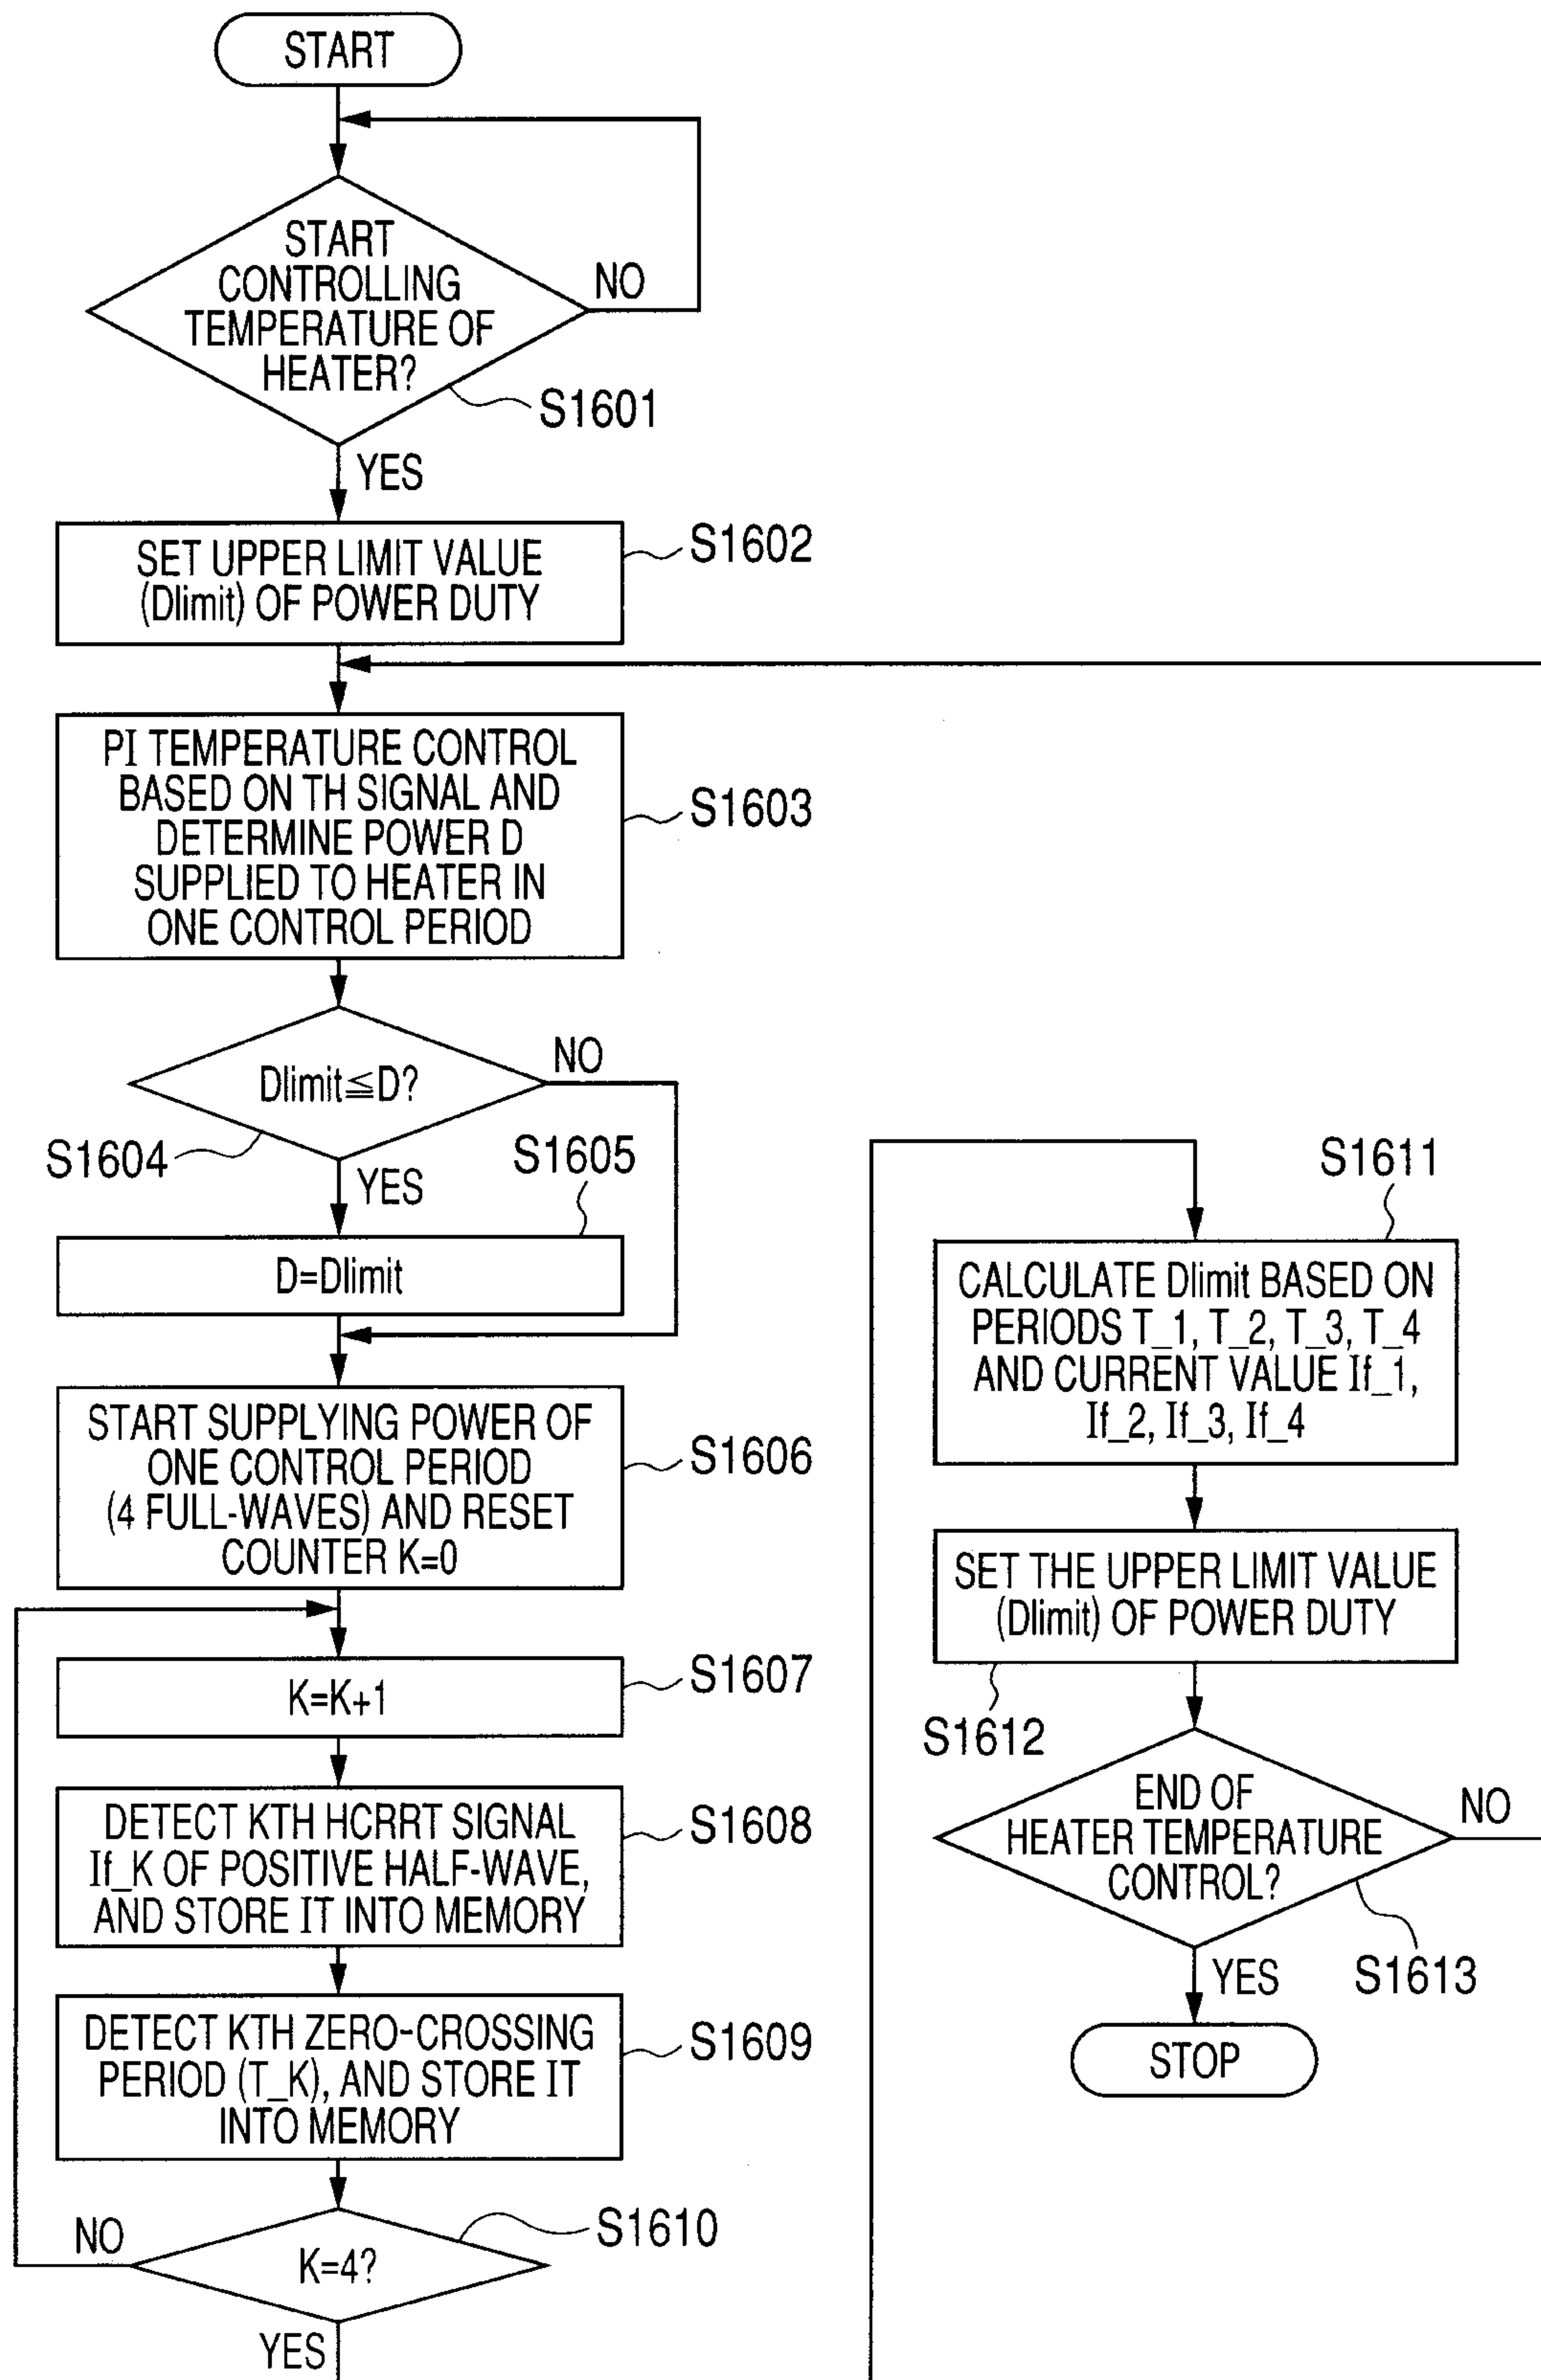 START
START
CONTROLLING
TEMPERATURE OF
HEATER?
NO
S1601
YES
SET UPPER LIMIT VALUE
(Dlimit) OF POWER DUTY
S1602
PI TEMPERATURE CONTROL
BASED ON TH SIGNAL AND
DETERMINE POWER D
SUPPLIED TO HEATER IN
ONE CONTROL PERIOD
S1603
Dlimit≦D?
NO
S1604
YES
S1605
D=Dlimit
START SUPPLYING POWER OF
ONE CONTROL PERIOD
(4 FULL-WAVES) AND RESET
COUNTER K=0
S1606
K=K+1
S1607
DETECT KTH HCRRT SIGNAL
If_K OF POSITIVE HALF-WAVE,
AND STORE IT INTO MEMORY
S1608
DETECT KTH ZERO-CROSSING
PERIOD (T_K), AND STORE IT
INTO MEMORY
S1609
K=4?
NO
S1610
YES
S1611
CALCULATE Dlimit BASED ON
PERIODS T_1, T_2, T_3, T_4
AND CURRENT VALUE If_1,
If_2, If_3, If_4
SET THE UPPER LIMIT VALUE
(Dlimit) OF POWER DUTY
S1612
END OF
HEATER TEMPERATURE
CONTROL?
NO
S1613
YES
STOP